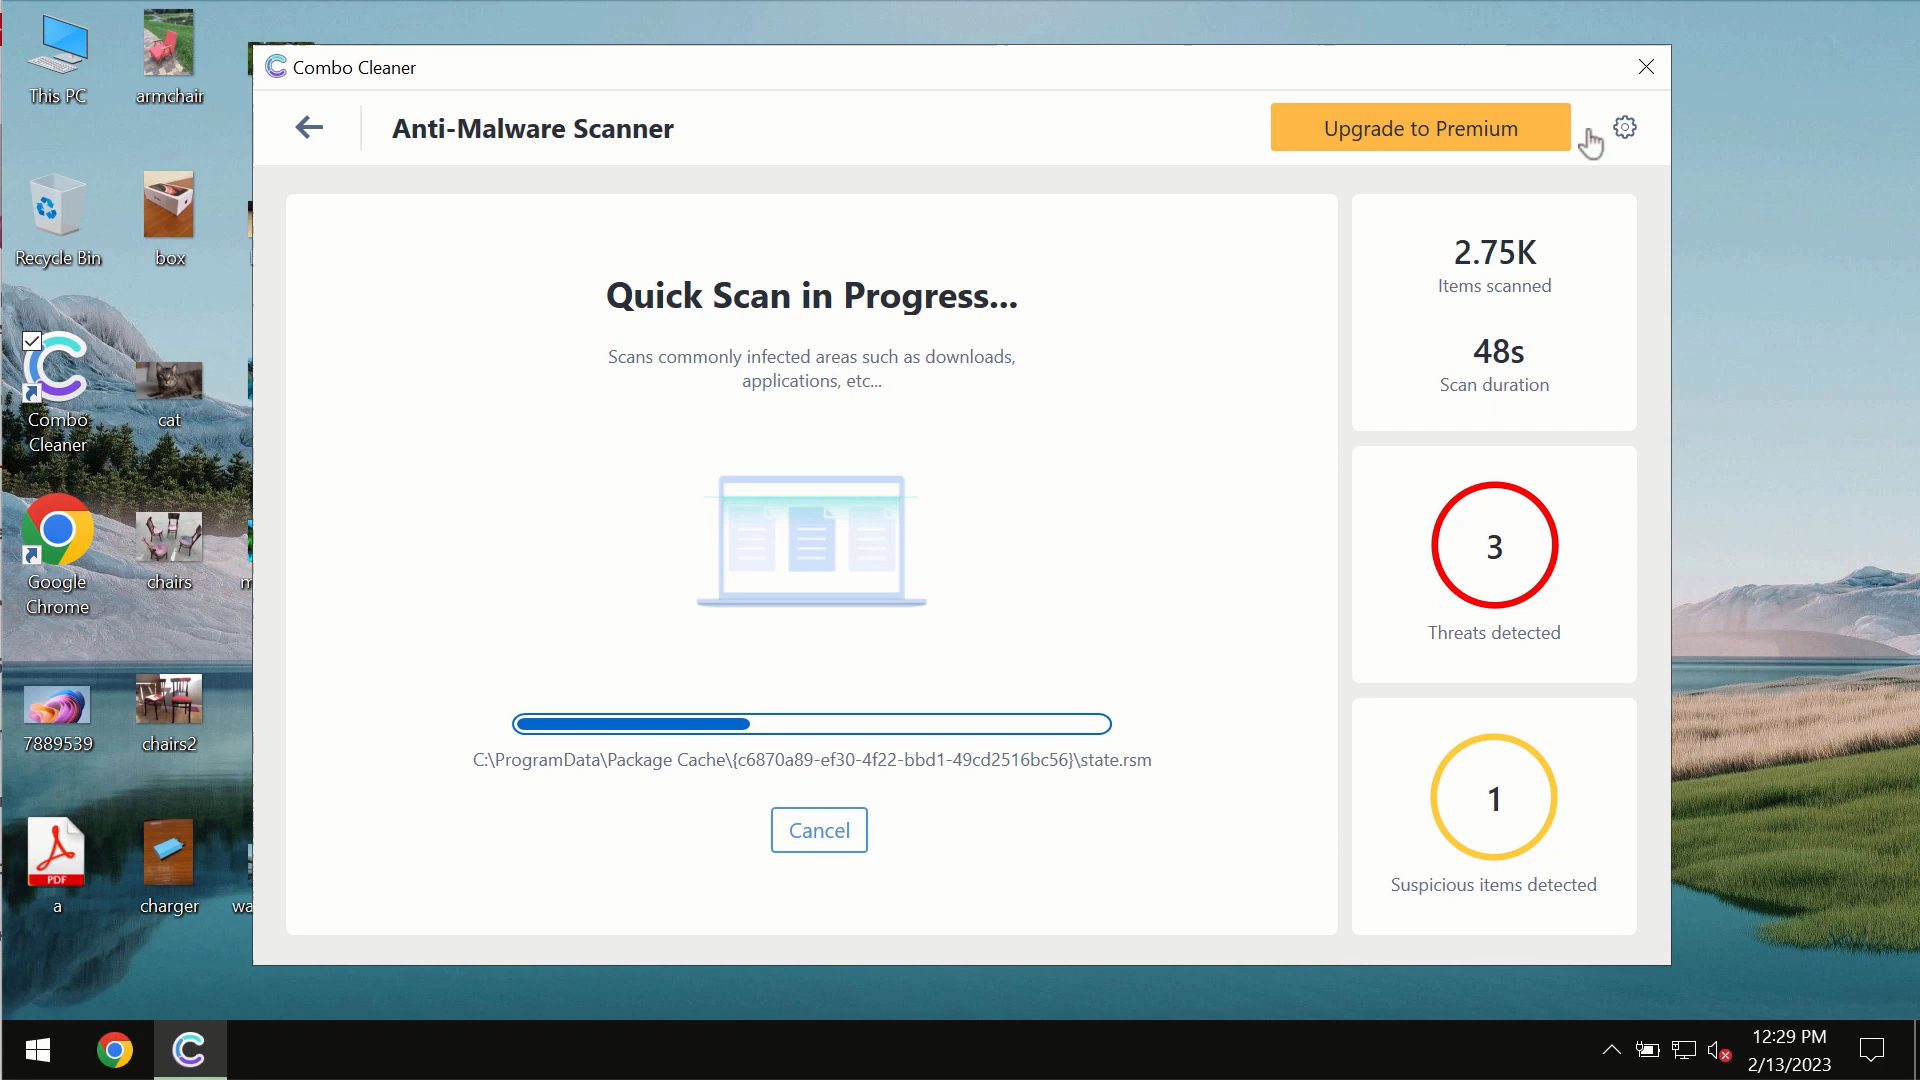 This PC
armchair
Recycle Bin
box
Combo
Cleaner
cat
Google
Chrome
chairs
7889539
chairs2
a
PDF
charger
wa
Combo Cleaner
Anti-Malware Scanner
Upgrade to Premium
Quick Scan in Progress...
Scans commonly infected areas such as downloads,
applications, etc...
C:\ProgramData\Package Cache\{c6870a89-ef30-4f22-bbd1-49cd2516bc56}\state.rsm
Cancel
2.75K
Items scanned
48s
Scan duration
3
Threats detected
1
Suspicious items detected
12:29 PM
2/13/2023